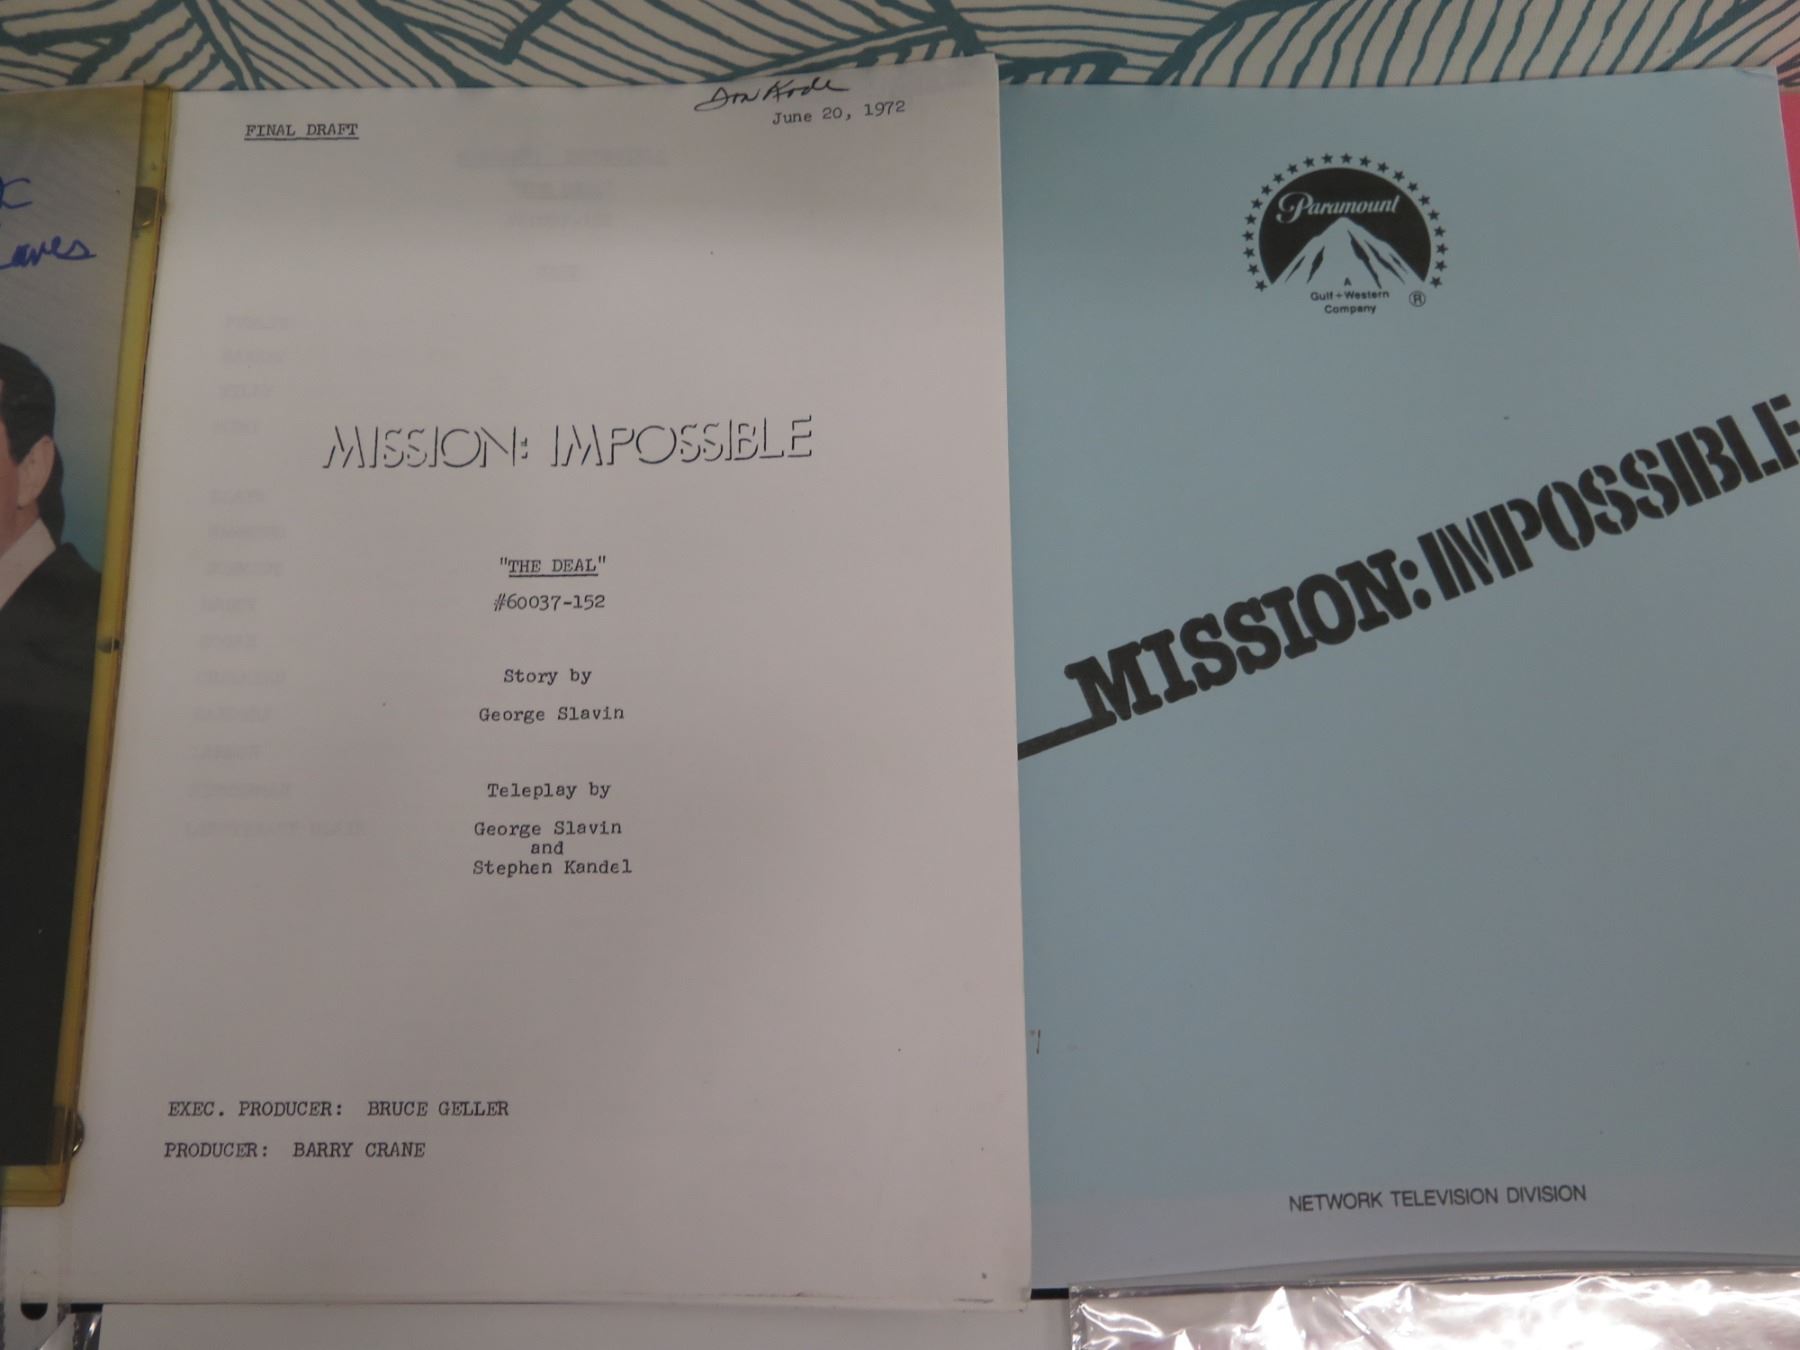 FINAL DRAFT
June 20, 1972
MISSION: IMPOSSIBLE
"THE DEAL"
#60037-152
Story by
George Slavin
Teleplay by
George Slavin
and
Stephen Kandel
EXEC. PRODUCER: BRUCE GELLER
PRODUCER: BARRY CRANE
Paramount
A
Gulf+Western
Company
®
MISSION: IMPOSSIBLE
NETWORK TELEVISION DIVISION